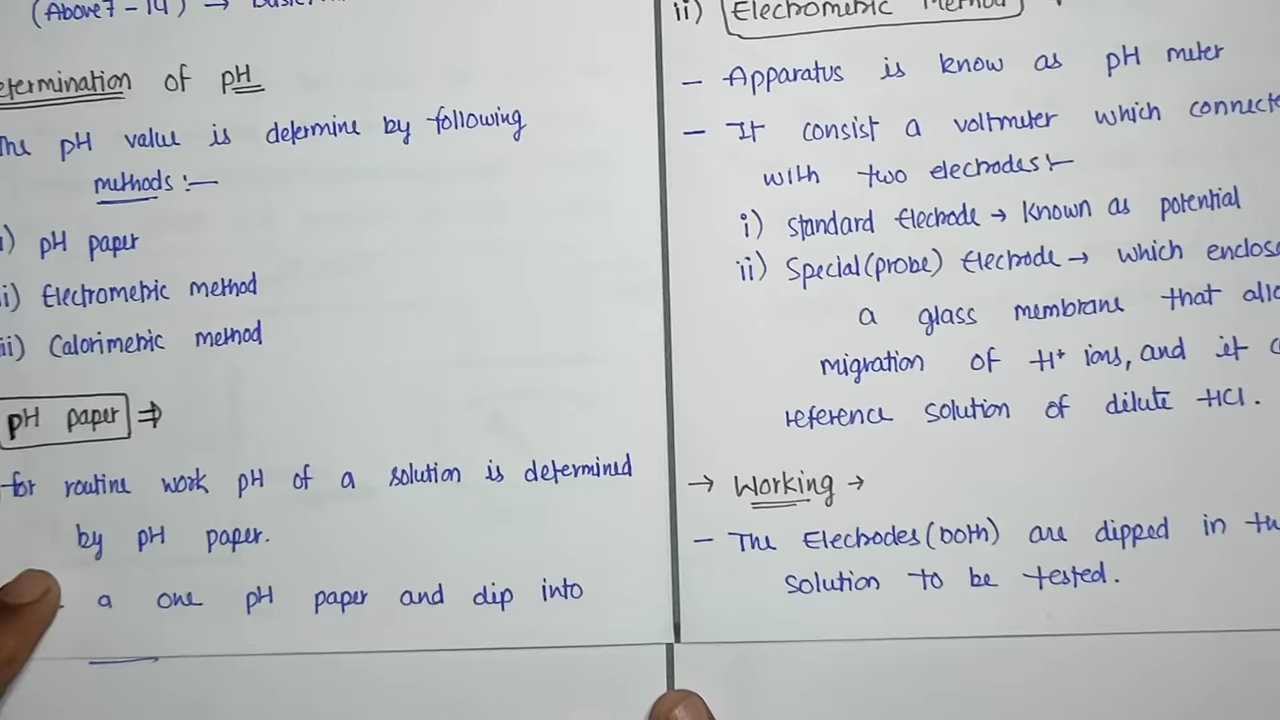 (Above 7 - 14) →
etermination of pH
The pH value is determine by following
methods :—
i) pH paper
ii) Electrometric method
iii) Calorimetric method
pH paper ⇒
for routine work pH of a solution is determined
by pH paper.
a one pH paper and dip into
ii) Electrometric Method
- Apparatus is know as pH meter
- It consist a voltmeter which connecte
with two electrodes :—
i) Standard Electrode → Known as potential
ii) Special (probe) Electrode → which enclose
a glass membrane that allo
migration of H+ ions, and it c
reference solution of dilute HCl.
→ Working →
- The Electrodes (both) are dipped in th
solution to be tested.